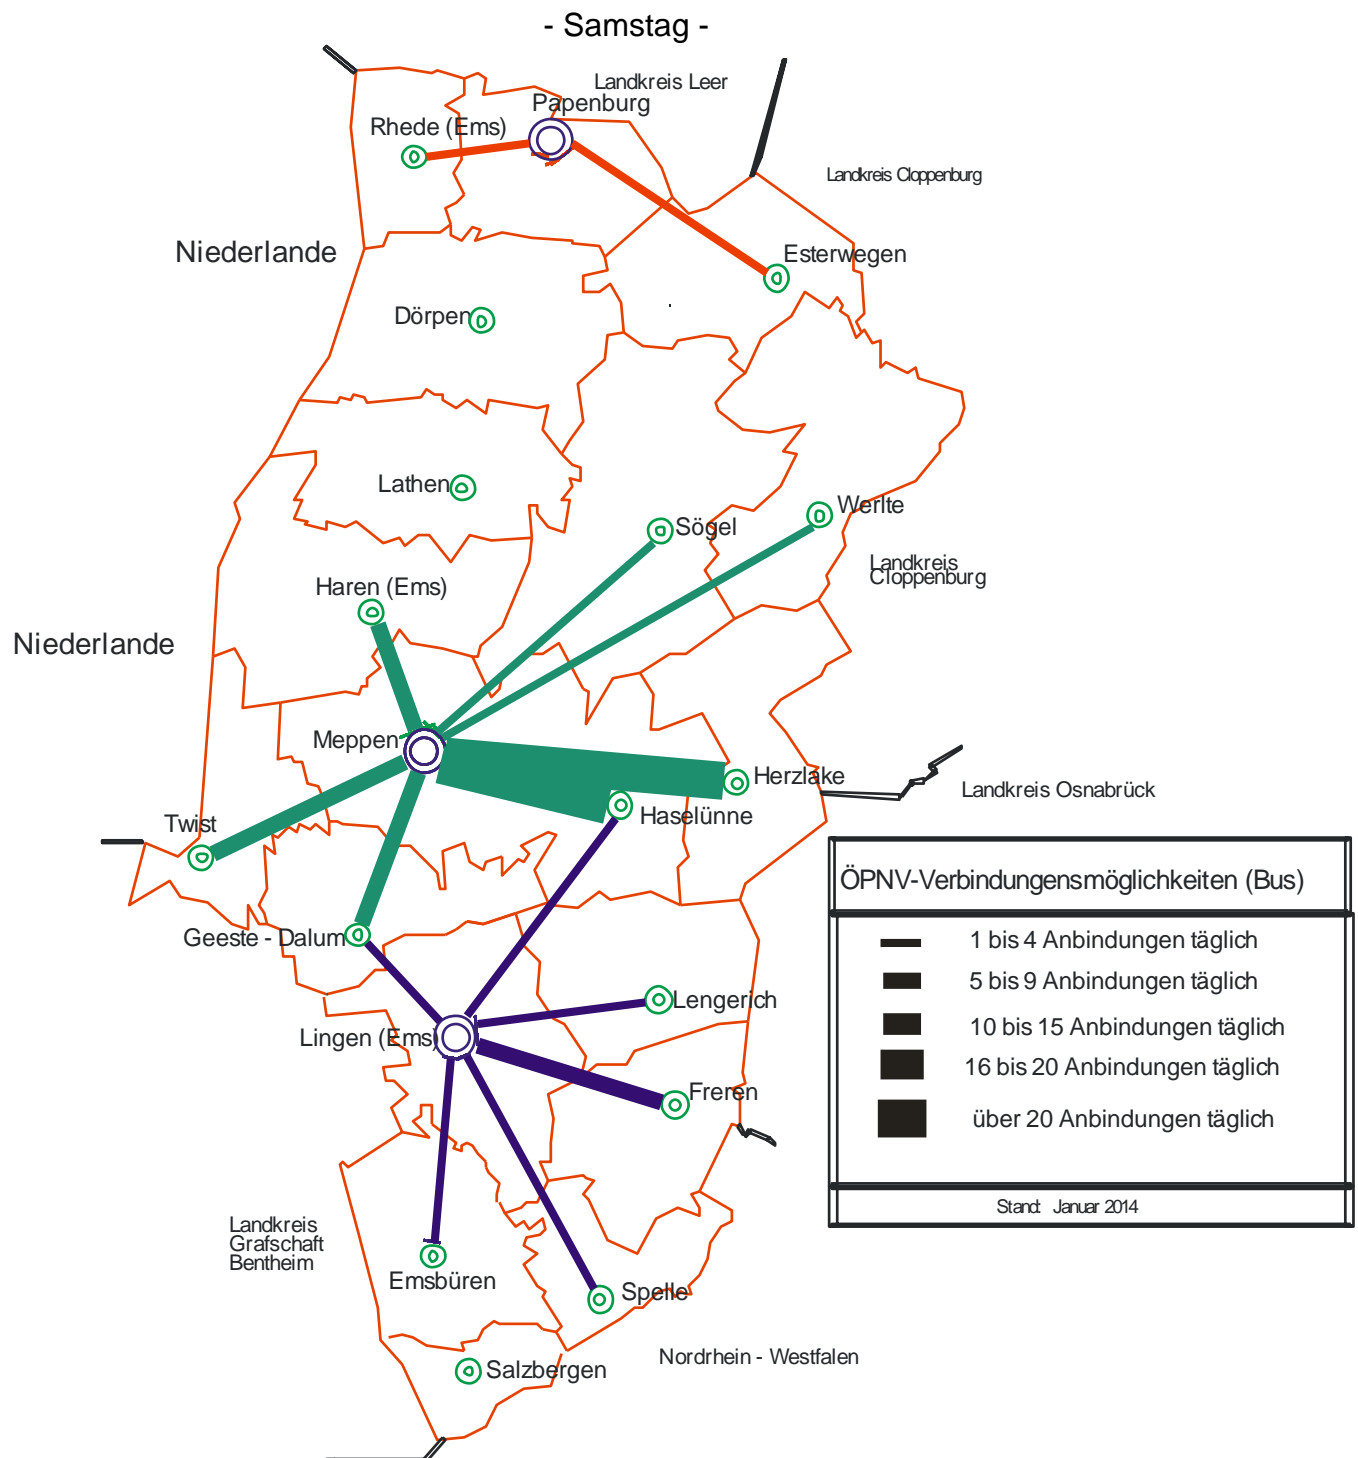 - Samstag -
Landkreis Leer
Papenburg
Rhede (Ems)
Landkreis Cloppenburg
Niederlande
Esterwegen
Dörpen
Lathen
Sögel
Werlte
Landkreis
Cloppenburg
Haren (Ems)
Niederlande
Meppen
Herzlake
Landkreis Osnabrück
Haselünne
Twist
ÖPNV-Verbindungensmöglichkeiten (Bus)
1 bis 4 Anbindungen täglich
5 bis 9 Anbindungen täglich
10 bis 15 Anbindungen täglich
16 bis 20 Anbindungen täglich
über 20 Anbindungen täglich
Stand: Januar 2014
Geeste - Dalum
Lengerich
Lingen (Ems)
Freren
Landkreis
Grafschaft
Bentheim
Emsbüren
Spelle
Nordrhein - Westfalen
Salzbergen